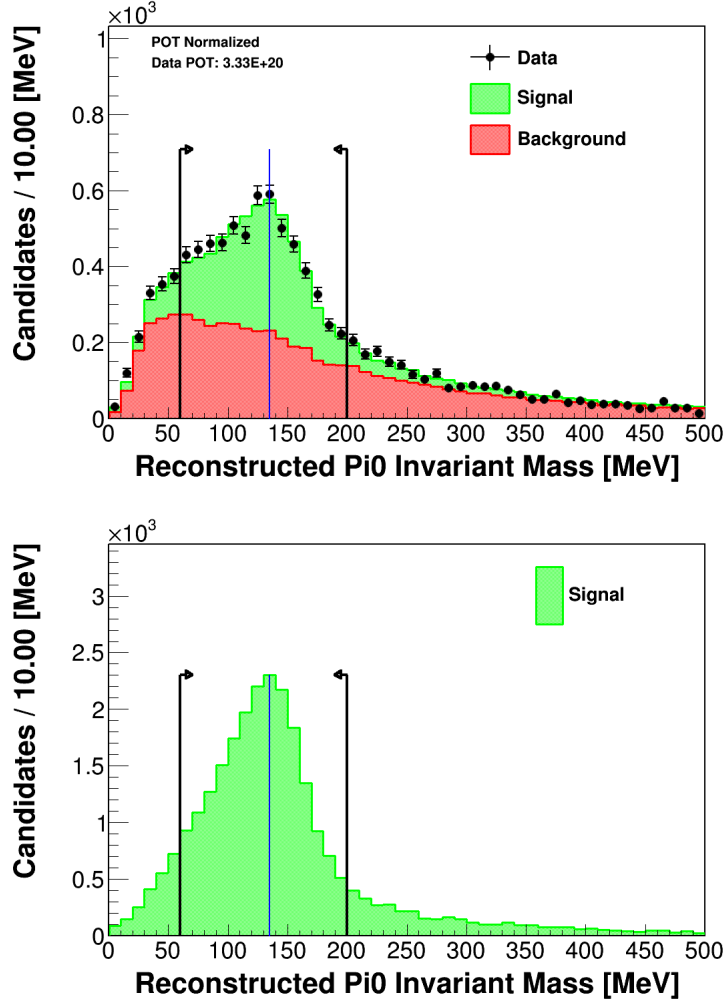 ×10³
POT Normalized
Data POT: 3.33E+20
Data
Signal
Background
Candidates / 10.00 [MeV]
1
0.8
0.6
0.4
0.2
0
0 50 100 150 200 250 300 350 400 450 500
Reconstructed Pi0 Invariant Mass [MeV]
×10³
Signal
Candidates / 10.00 [MeV]
3
2.5
2
1.5
1
0.5
0
0 50 100 150 200 250 300 350 400 450 500
Reconstructed Pi0 Invariant Mass [MeV]